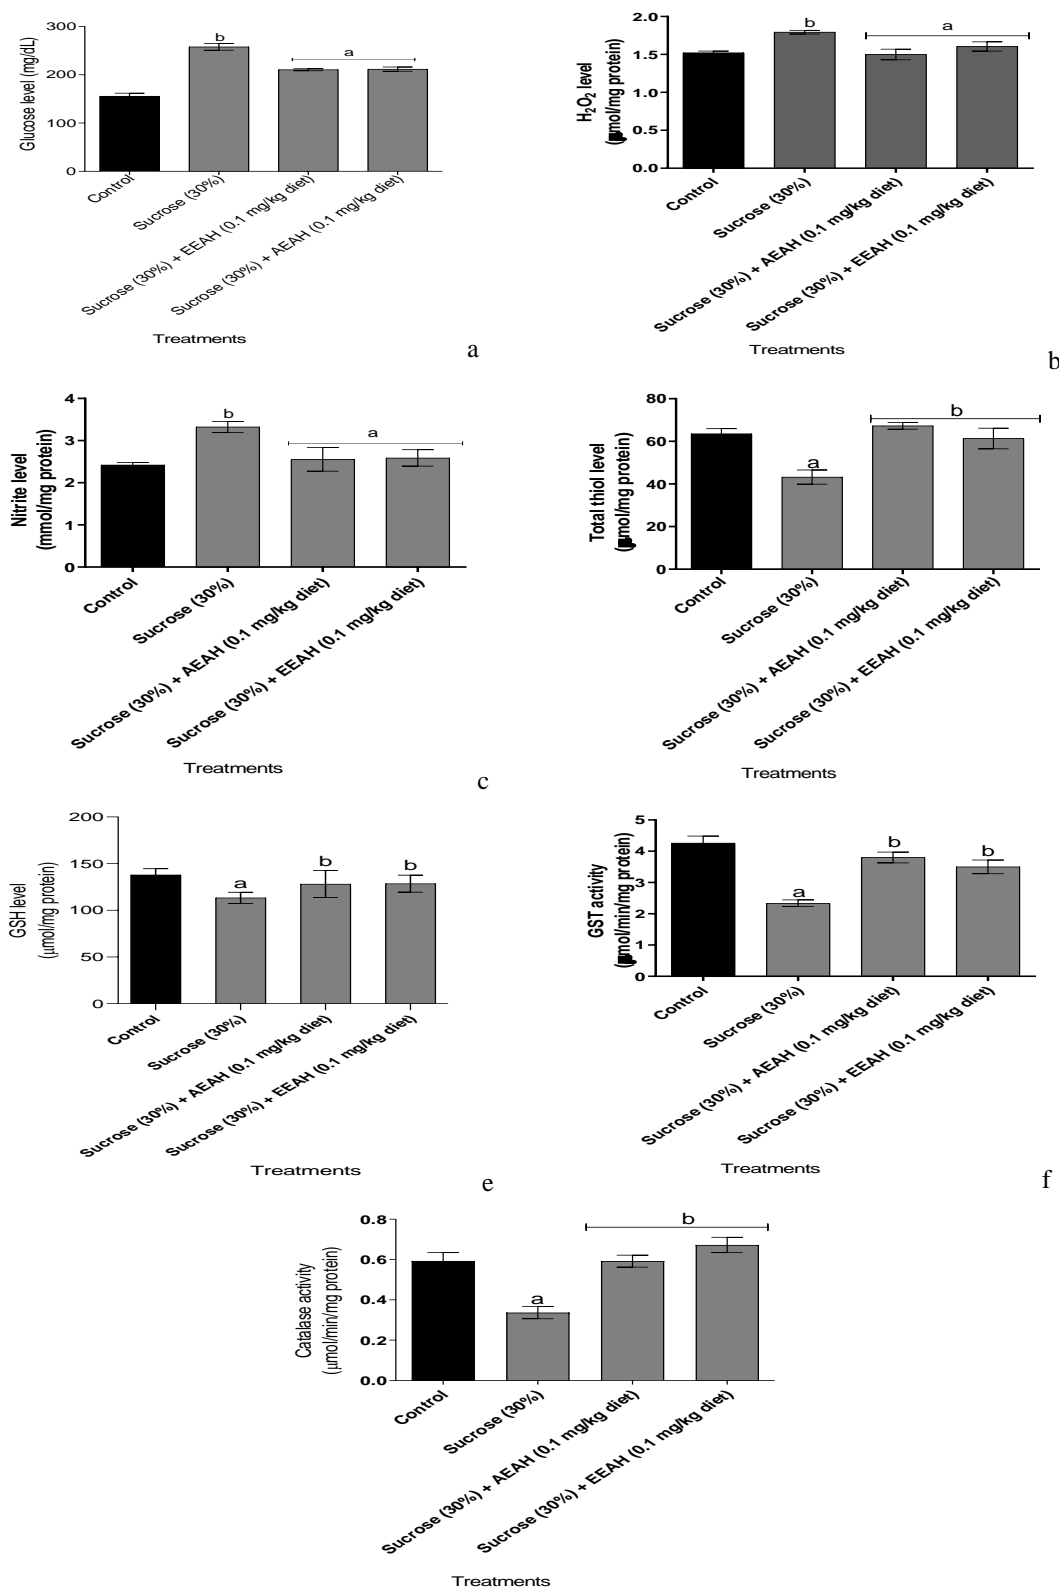 Glucose level (mg/dL)
300
200
100
0
b
a
Control
Sucrose (30%)
Sucrose (30%) + EEAH (0.1 mg/kg diet)
Sucrose (30%) + AEAH (0.1 mg/kg diet)
Treatments
a
H2O2 level
(μmol/mg protein)
2.0
1.5
1.0
0.5
0.0
b
a
Control
Sucrose (30%)
Sucrose (30%) + AEAH (0.1 mg/kg diet)
Sucrose (30%) + EEAH (0.1 mg/kg diet)
Treatments
b
Nitrite level
(mmol/mg protein)
4
3
2
1
0
b
a
Control
Sucrose (30%)
Sucrose (30%) + AEAH (0.1 mg/kg diet)
Sucrose (30%) + EEAH (0.1 mg/kg diet)
Treatments
c
Total thiol level
(μmol/mg protein)
80
60
40
20
0
a
b
Control
Sucrose (30%)
Sucrose (30%) + AEAH (0.1 mg/kg diet)
Sucrose (30%) + EEAH (0.1 mg/kg diet)
Treatments
GSH level
(μmol/mg protein)
200
150
100
50
0
a
b
b
Control
Sucrose (30%)
Sucrose (30%) + AEAH (0.1 mg/kg diet)
Sucrose (30%) + EEAH (0.1 mg/kg diet)
Treatments
e
GST activity
(μmol/min/mg protein)
5
4
3
2
1
0
a
b
b
Control
Sucrose (30%)
Sucrose (30%) + AEAH (0.1 mg/kg diet)
Sucrose (30%) + EEAH (0.1 mg/kg diet)
Treatments
f
Catalase activity
(μmol/min/mg protein)
0.8
0.6
0.4
0.2
0.0
a
b
Control
Sucrose (30%)
Sucrose (30%) + AEAH (0.1 mg/kg diet)
Sucrose (30%) + EEAH (0.1 mg/kg diet)
Treatments